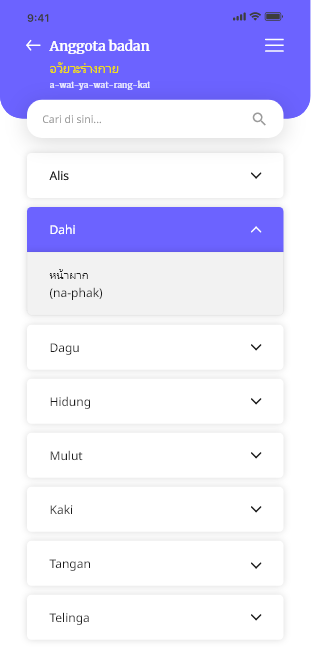 9:41
Anggota badan
อวัยวะร่างกาย
a-wai-ya-wat-rang-kai
Cari di sini...
Alis
Dahi
หน้าผาก
(na-phak)
Dagu
Hidung
Mulut
Kaki
Tangan
Telinga